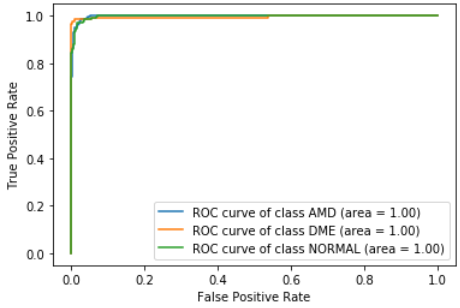 1.0
0.8
0.6
0.4
0.2
0.0
True Positive Rate
ROC curve of class AMD (area = 1.00)
ROC curve of class DME (area = 1.00)
ROC curve of class NORMAL (area = 1.00)
0.0 0.2 0.4 0.6 0.8 1.0
False Positive Rate